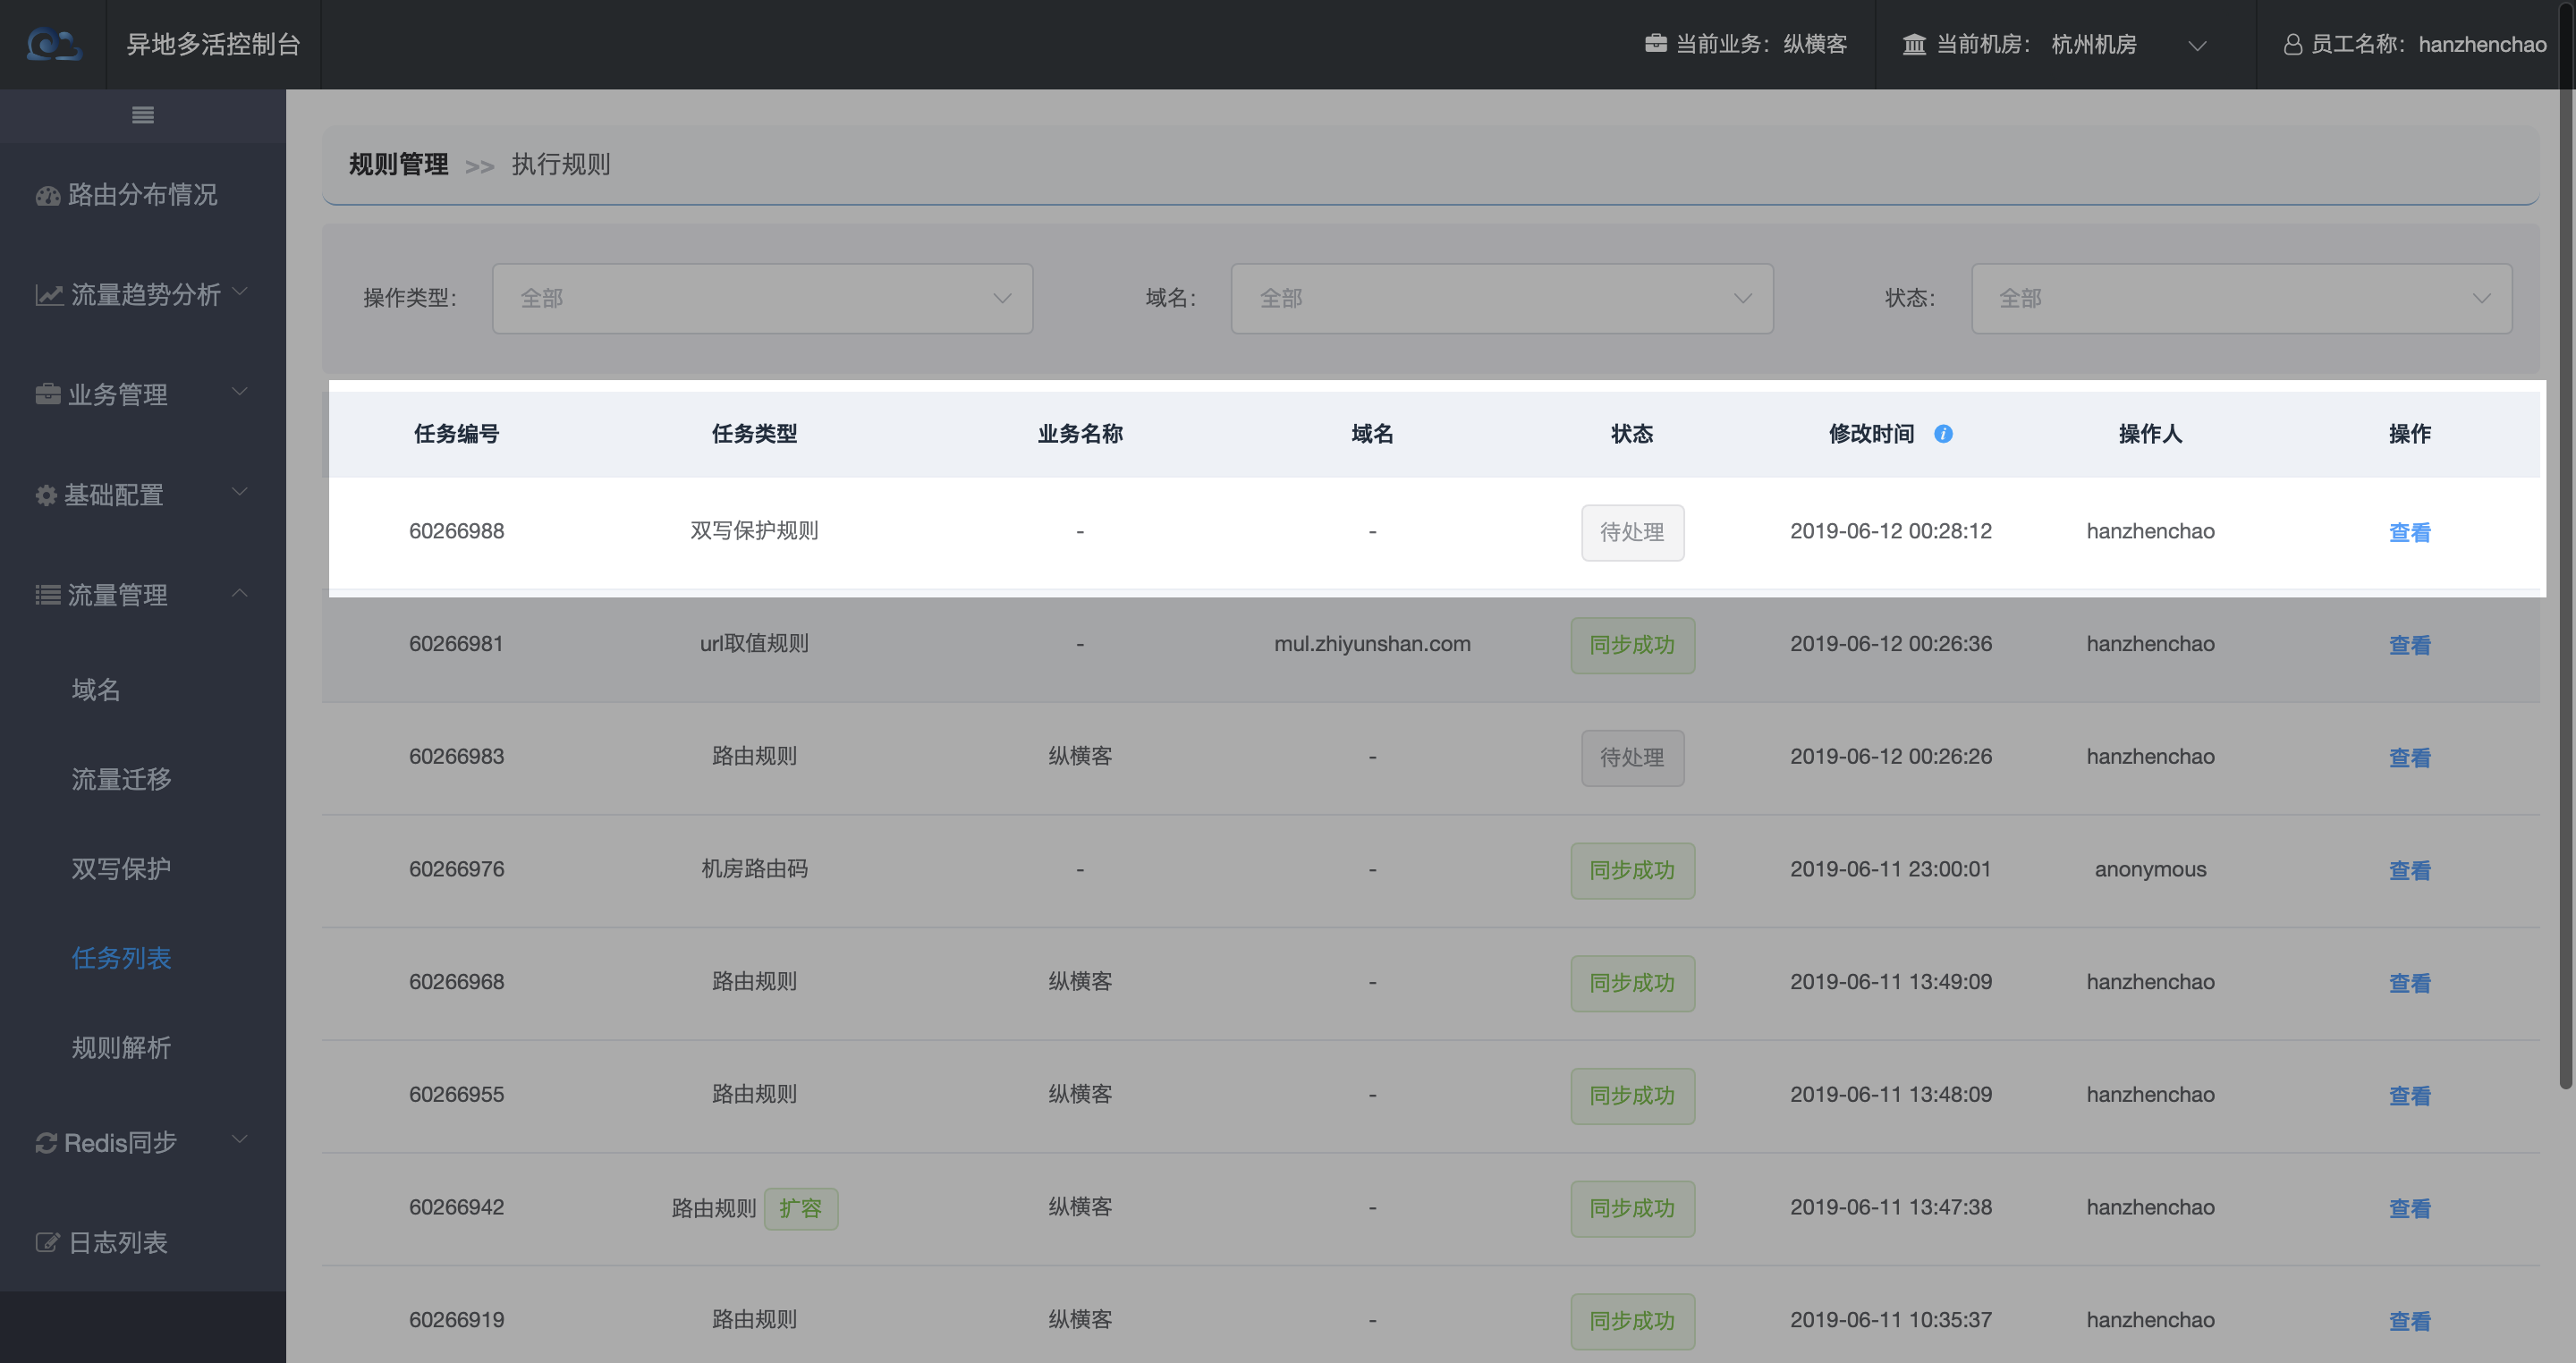 异地多活控制台
当前业务：纵横客
当前机房：杭州机房
员工名称：hanzhenchao
路由分布情况
流量趋势分析
业务管理
基础配置
流量管理
域名
流量迁移
双写保护
任务列表
规则解析
Redis同步
日志列表
规则管理 >> 执行规则
操作类型： 全部 域名： 全部 状态： 全部
任务编号 任务类型 业务名称 域名 状态 修改时间 操作人 操作
60266988 双写保护规则 - - 待处理 2019-06-12 00:28:12 hanzhenchao 查看
60266981 url取值规则 - mul.zhiyunshan.com 同步成功 2019-06-12 00:26:36 hanzhenchao 查看
60266983 路由规则 纵横客 - 待处理 2019-06-12 00:26:26 hanzhenchao 查看
60266976 机房路由码 - - 同步成功 2019-06-11 23:00:01 anonymous 查看
60266968 路由规则 纵横客 - 同步成功 2019-06-11 13:49:09 hanzhenchao 查看
60266955 路由规则 纵横客 - 同步成功 2019-06-11 13:48:09 hanzhenchao 查看
60266942 路由规则 扩容 纵横客 - 同步成功 2019-06-11 13:47:38 hanzhenchao 查看
60266919 路由规则 纵横客 - 同步成功 2019-06-11 10:35:37 hanzhenchao 查看